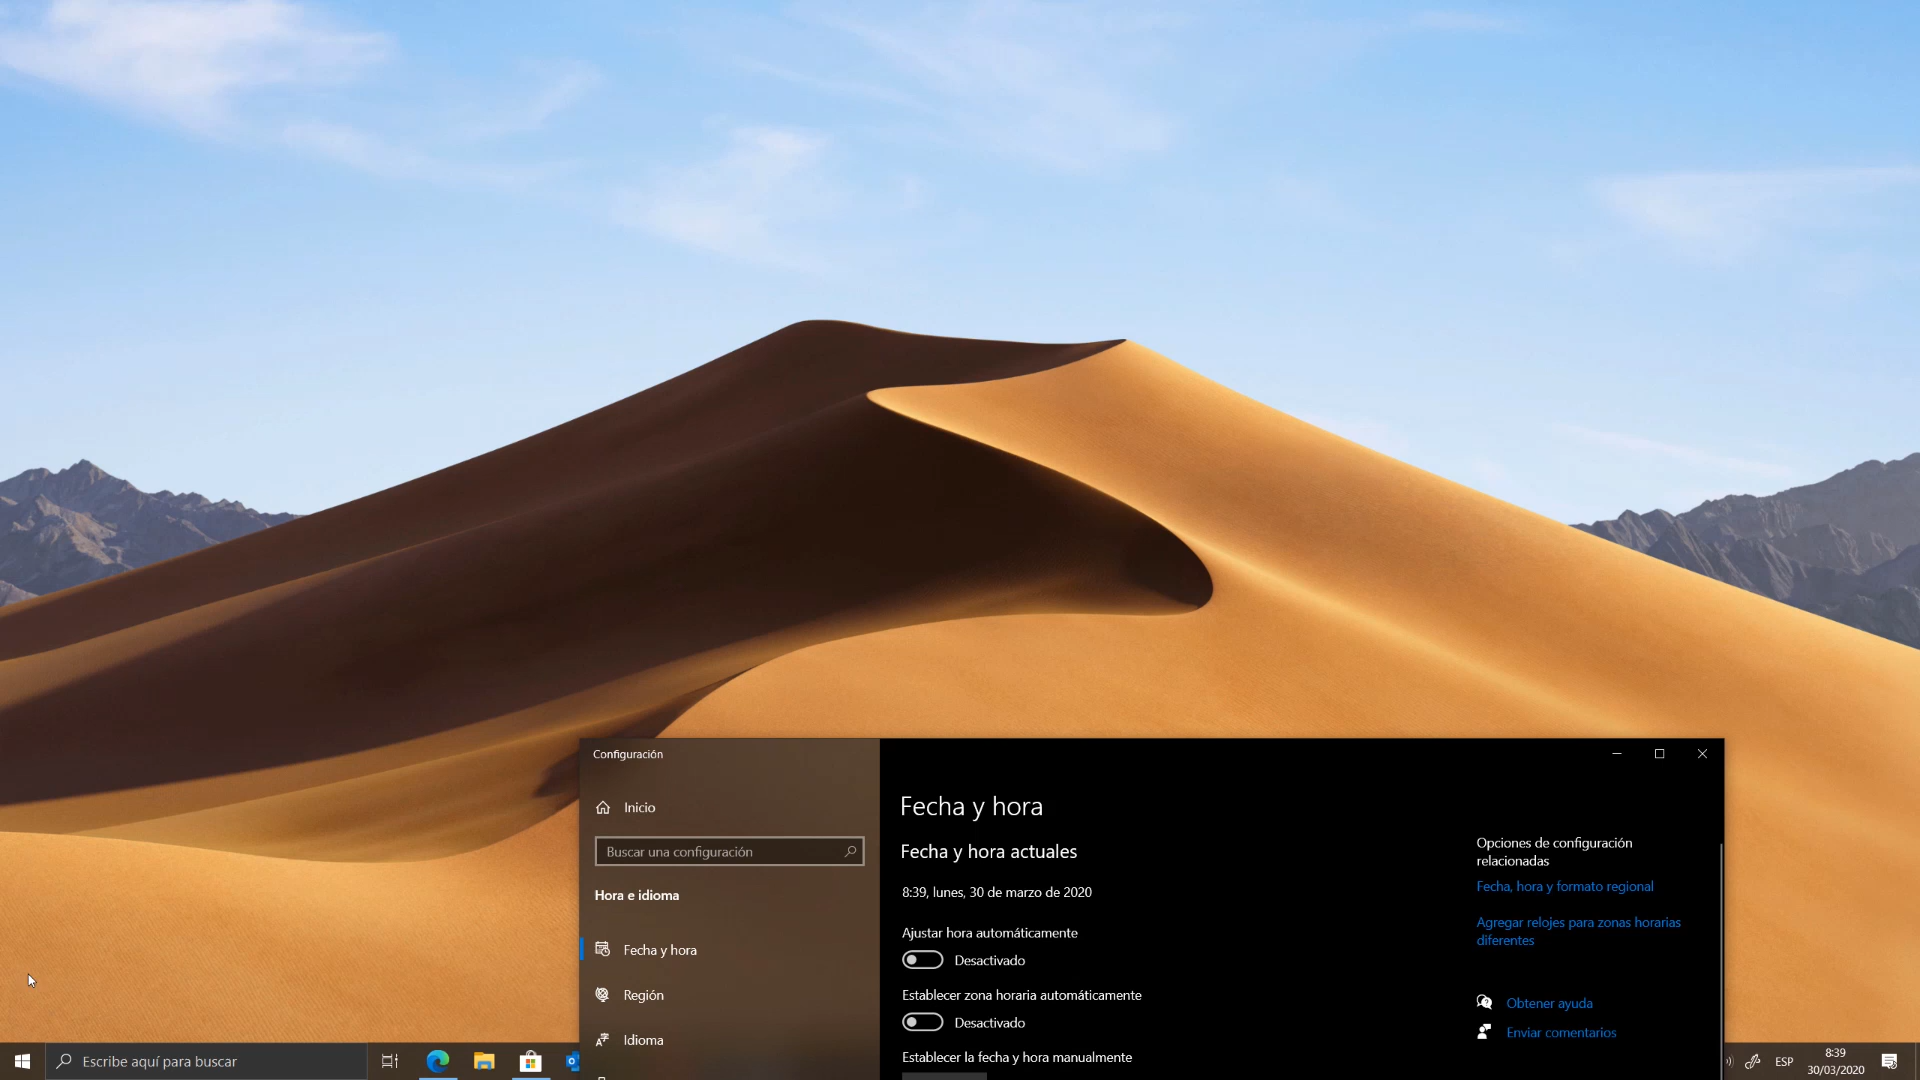 Configuración
Inicio
Buscar una configuración
Hora e idioma
Fecha y hora
Región
Idioma
Fecha y hora
Fecha y hora actuales
8:39, lunes, 30 de marzo de 2020
Ajustar hora automáticamente
Desactivado
Establecer zona horaria automáticamente
Desactivado
Establecer la fecha y hora manualmente
Opciones de configuración
relacionadas
Fecha, hora y formato regional
Agregar relojes para zonas horarias
diferentes
Obtener ayuda
Enviar comentarios
Escribe aquí para buscar
ESP
8:39
30/03/2020